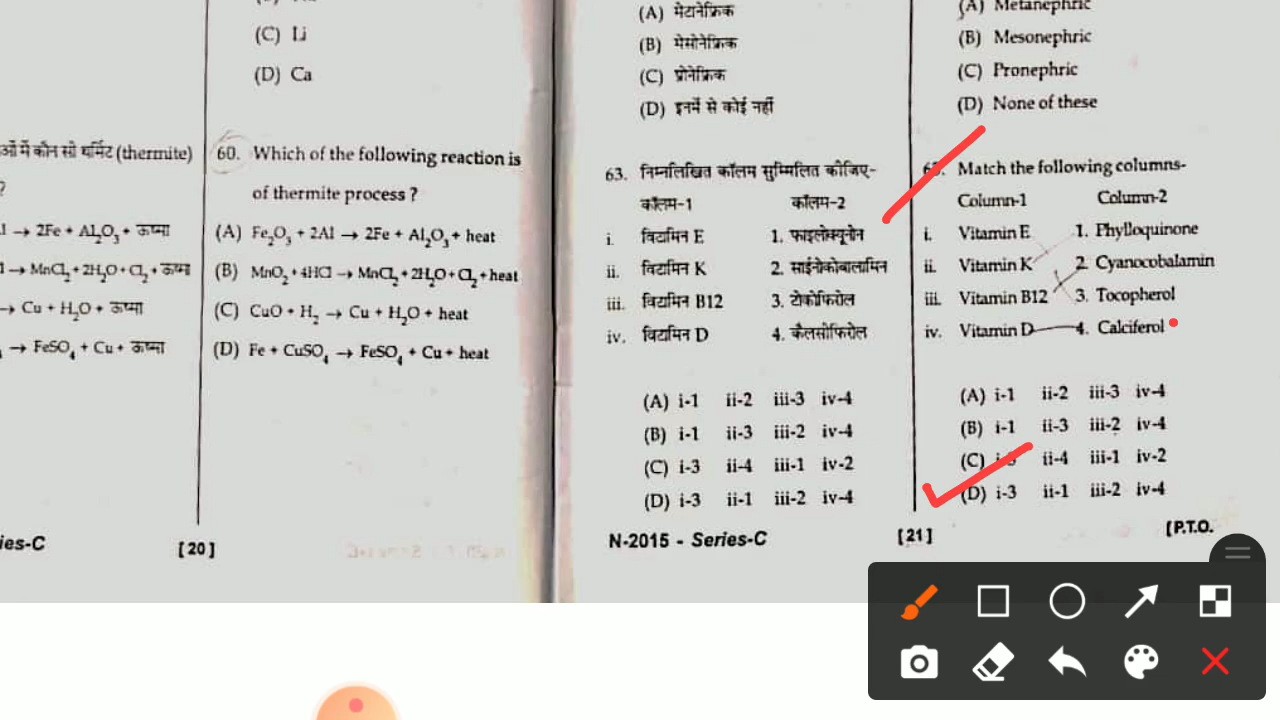 (C) Li
(D) Ca
ओं में कौन सी थर्मिट (thermite)
?
→ 2Fe + Al₂O₃ + ऊष्मा
→ MnCl₂ + 2H₂O + Cl₂ + ऊष्मा
→ Cu + H₂O + ऊष्मा
→ FeSO₄ + Cu + ऊष्मा
60. Which of the following reaction is
of thermite process ?
(A) Fe₂O₃ + 2Al → 2Fe + Al₂O₃ + heat
(B) MnO₂ + 4HCl → MnCl₂ + 2H₂O + Cl₂ + heat
(C) CuO + H₂ → Cu + H₂O + heat
(D) Fe + CuSO₄ → FeSO₄ + Cu + heat
ies-C [20]
(A) मेटानेफ्रिक
(B) मेसोनेफ्रिक
(C) प्रोनेफ्रिक
(D) इनमें से कोई नहीं
63. निम्नलिखित कॉलम सुम्मिलित कीजिए-
कॉलम-1 कॉलम-2
i. विटामिन E 1. फाइलोक्यूनोन
ii. विटामिन K 2. साईनोकोबालामिन
iii. विटामिन B12 3. टोकोफिरोल
iv. विटामिन D 4. कैलसीफिरोल
(A) i-1 ii-2 iii-3 iv-4
(B) i-1 ii-3 iii-2 iv-4
(C) i-3 ii-4 iii-1 iv-2
(D) i-3 ii-1 iii-2 iv-4
(A) Metanephric
(B) Mesonephric
(C) Pronephric
(D) None of these
Match the following columns-
Column-1 Column-2
i. Vitamin E 1. Phylloquinone
ii. Vitamin K 2. Cyanocobalamin
iii. Vitamin B12 3. Tocopherol
iv. Vitamin D 4. Calciferol
(A) i-1 ii-2 iii-3 iv-4
(B) i-1 ii-3 iii-2 iv-4
(C) i-3 ii-4 iii-1 iv-2
(D) i-3 ii-1 iii-2 iv-4
N-2015 - Series-C [21] [P.T.O.